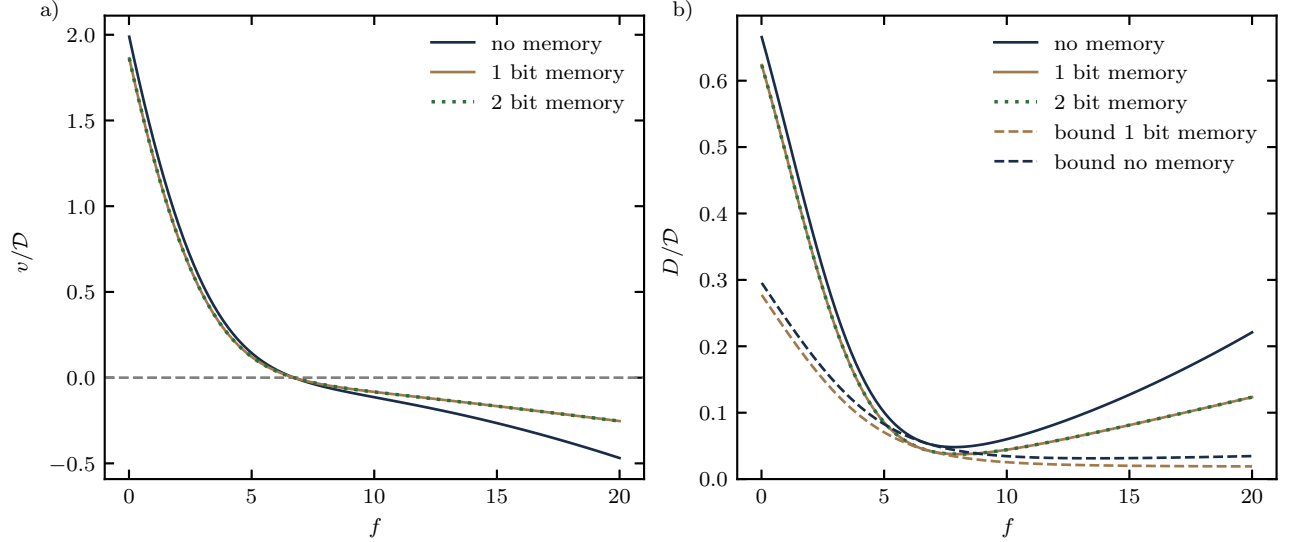 a)
2.0
1.5
1.0
0.5
0.0
−0.5
v/𝒟
0
5
10
15
20
f
no memory
1 bit memory
2 bit memory
b)
0.6
0.5
0.4
0.3
0.2
0.1
0.0
D/𝒟
0
5
10
15
20
f
no memory
1 bit memory
2 bit memory
bound 1 bit memory
bound no memory